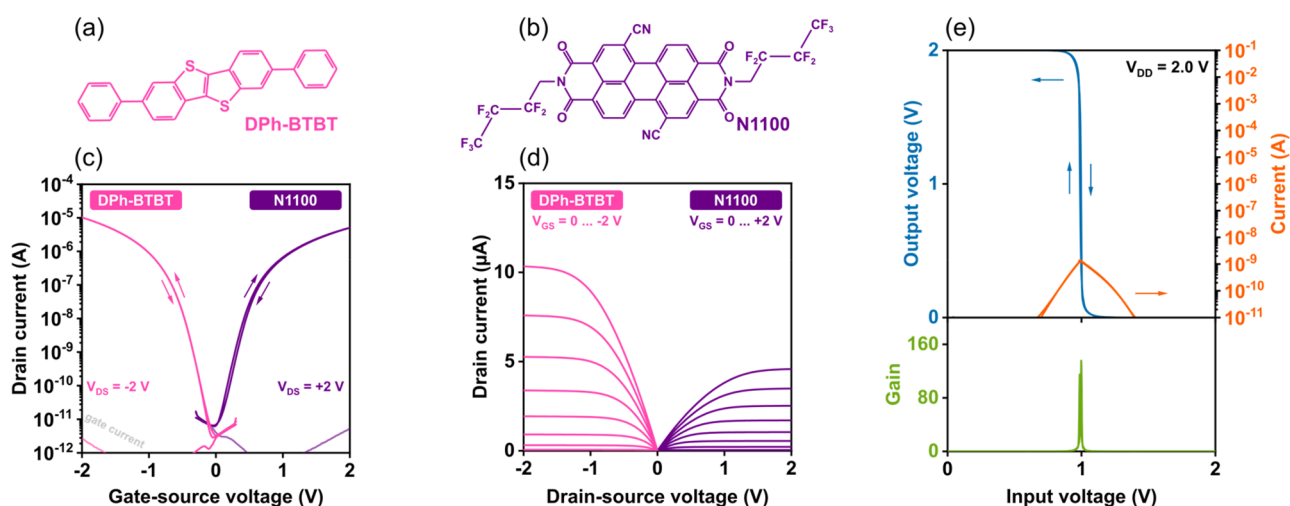 (a)
S
S
DPh-BTBT
(b)
CN
O
O
N
N
O
O
NC
N1100
CF3
F2C
CF2
F2C
CF2
F3C
(c)
Drain current (A)
10-4
10-5
10-6
10-7
10-8
10-9
10-10
10-11
10-12
DPh-BTBT
N1100
VDS = -2 V
VDS = +2 V
gate current
-2
-1
0
1
2
Gate-source voltage (V)
(d)
Drain current (µA)
15
10
5
0
DPh-BTBT
N1100
VGS = 0 ... -2 V
VGS = 0 ... +2 V
-2
-1
0
1
2
Drain-source voltage (V)
(e)
Output voltage (V)
2
1
0
VDD = 2.0 V
10-1
10-2
10-3
10-4
10-5
10-6
10-7
10-8
10-9
10-10
10-11
Current (A)
Gain
160
80
0
0
1
2
Input voltage (V)